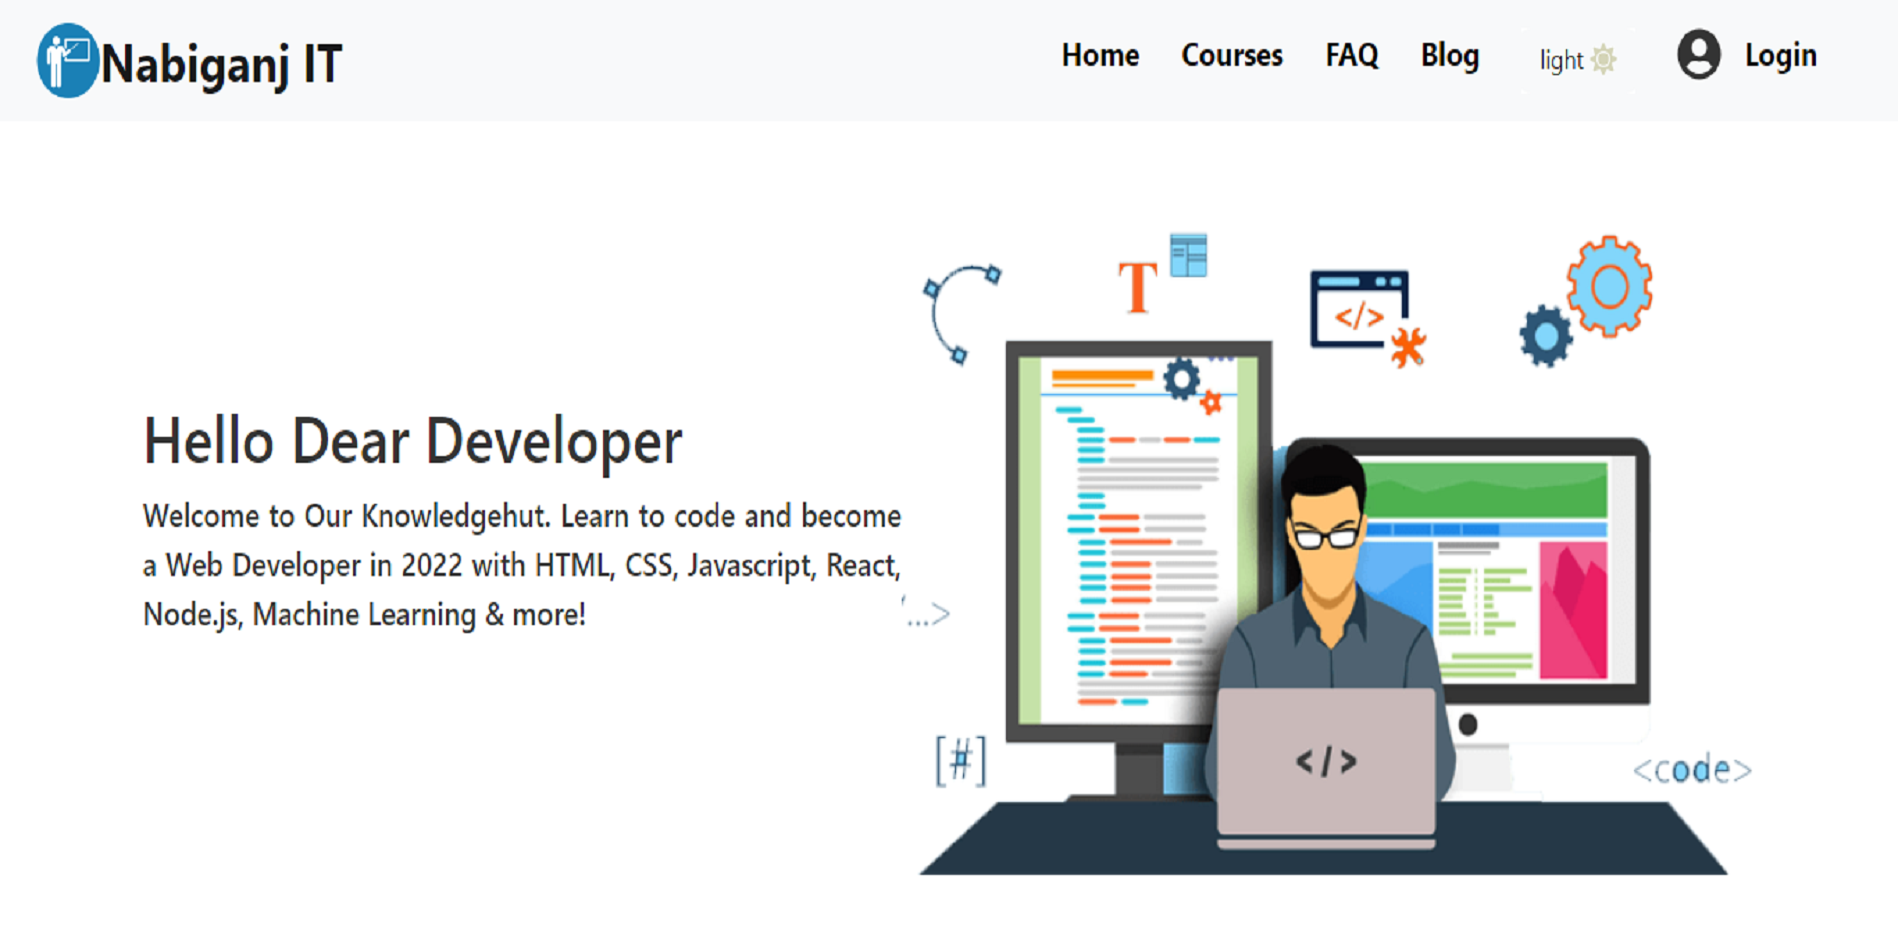 Nabiganj IT
Home Courses FAQ Blog light Login
T
</>
Hello Dear Developer
Welcome to Our Knowledgehut. Learn to code and become
a Web Developer in 2022 with HTML, CSS, Javascript, React,
Node.js, Machine Learning & more!
...>
[#]
</>
<code>